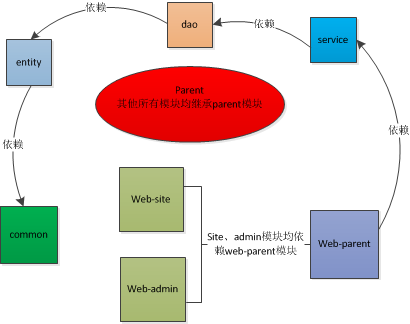 依赖
dao
依赖
service
entity
Parent
其他所有模块均继承parent模块
依赖
依赖
Web-site
common
Site、admin模块均依
赖web-parent模块
Web-parent
Web-admin